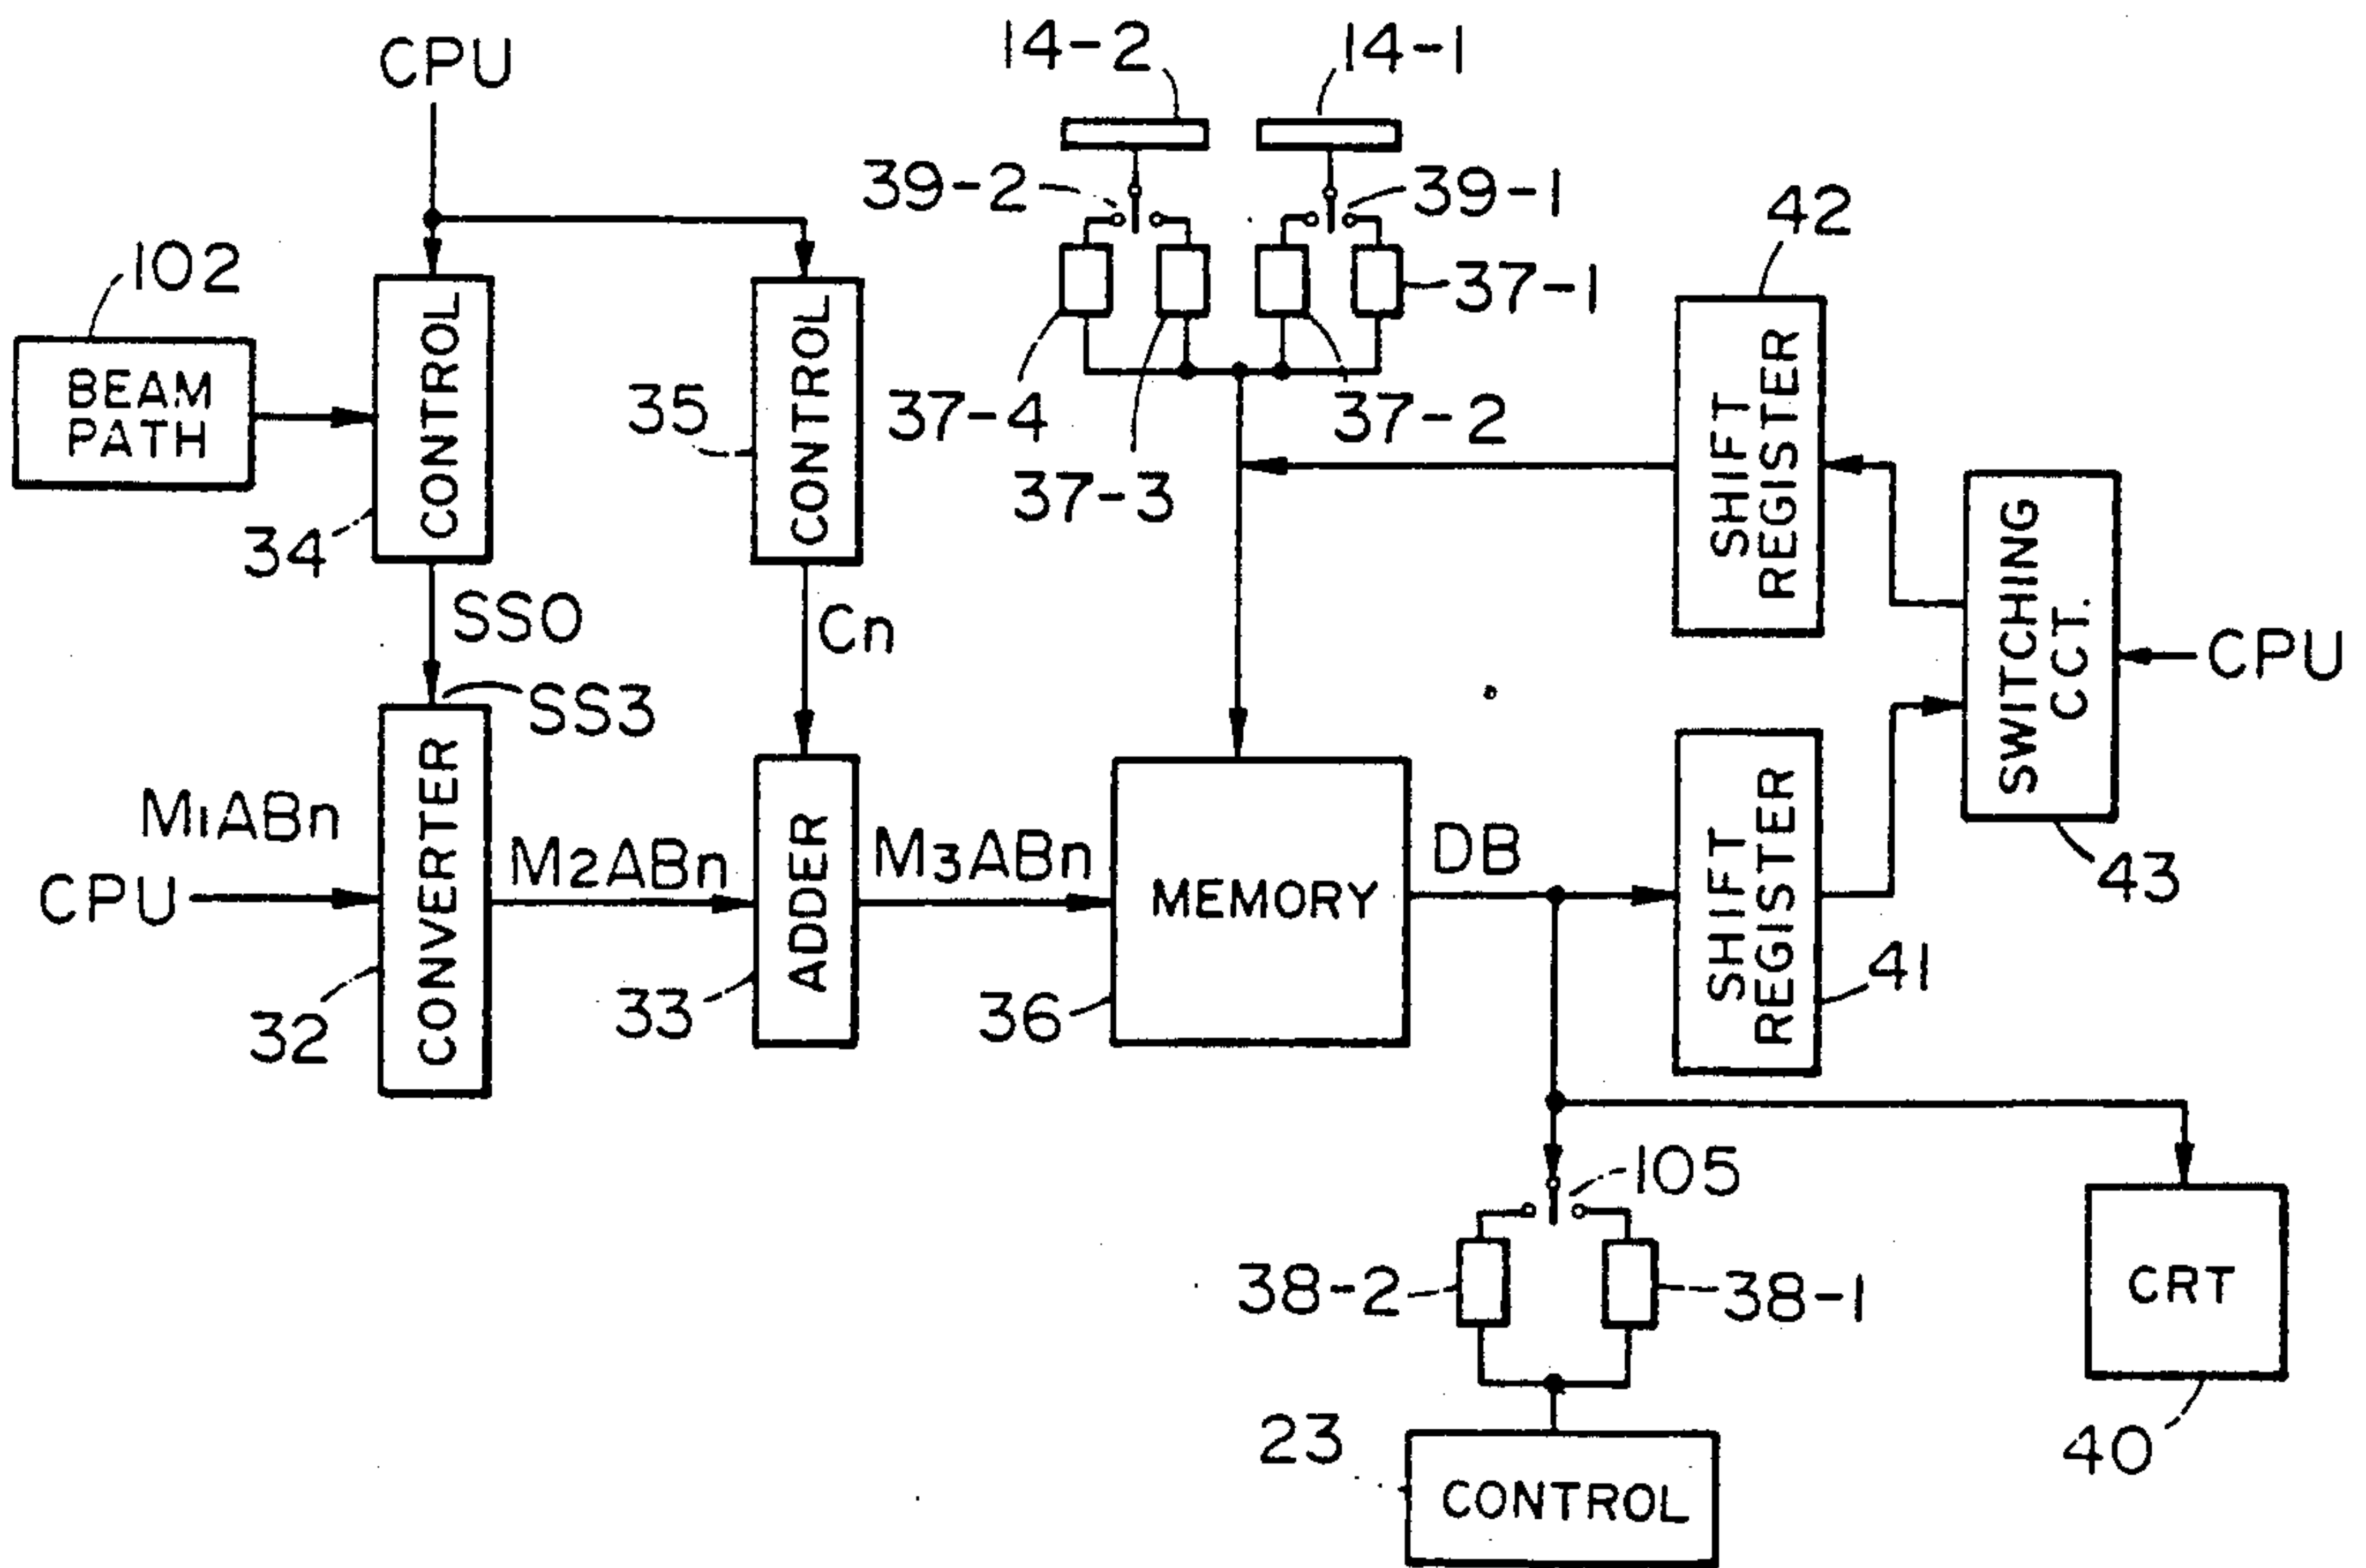 CPU
14-2
14-1
39-2
39-1
42
102
37-1
BEAM
PATH
CONTROL
35
CONTROL
37-4
37-2
SHIFT
REGISTER
37-3
34
SWITCHING
CCT.
SSO
Cn
CPU
SS3
M1ABn
CONVERTER
M2ABn
ADDER
M3ABn
MEMORY
DB
SHIFT
REGISTER
43
CPU
32
33
36
41
105
38-2
38-1
CRT
23
CONTROL
40